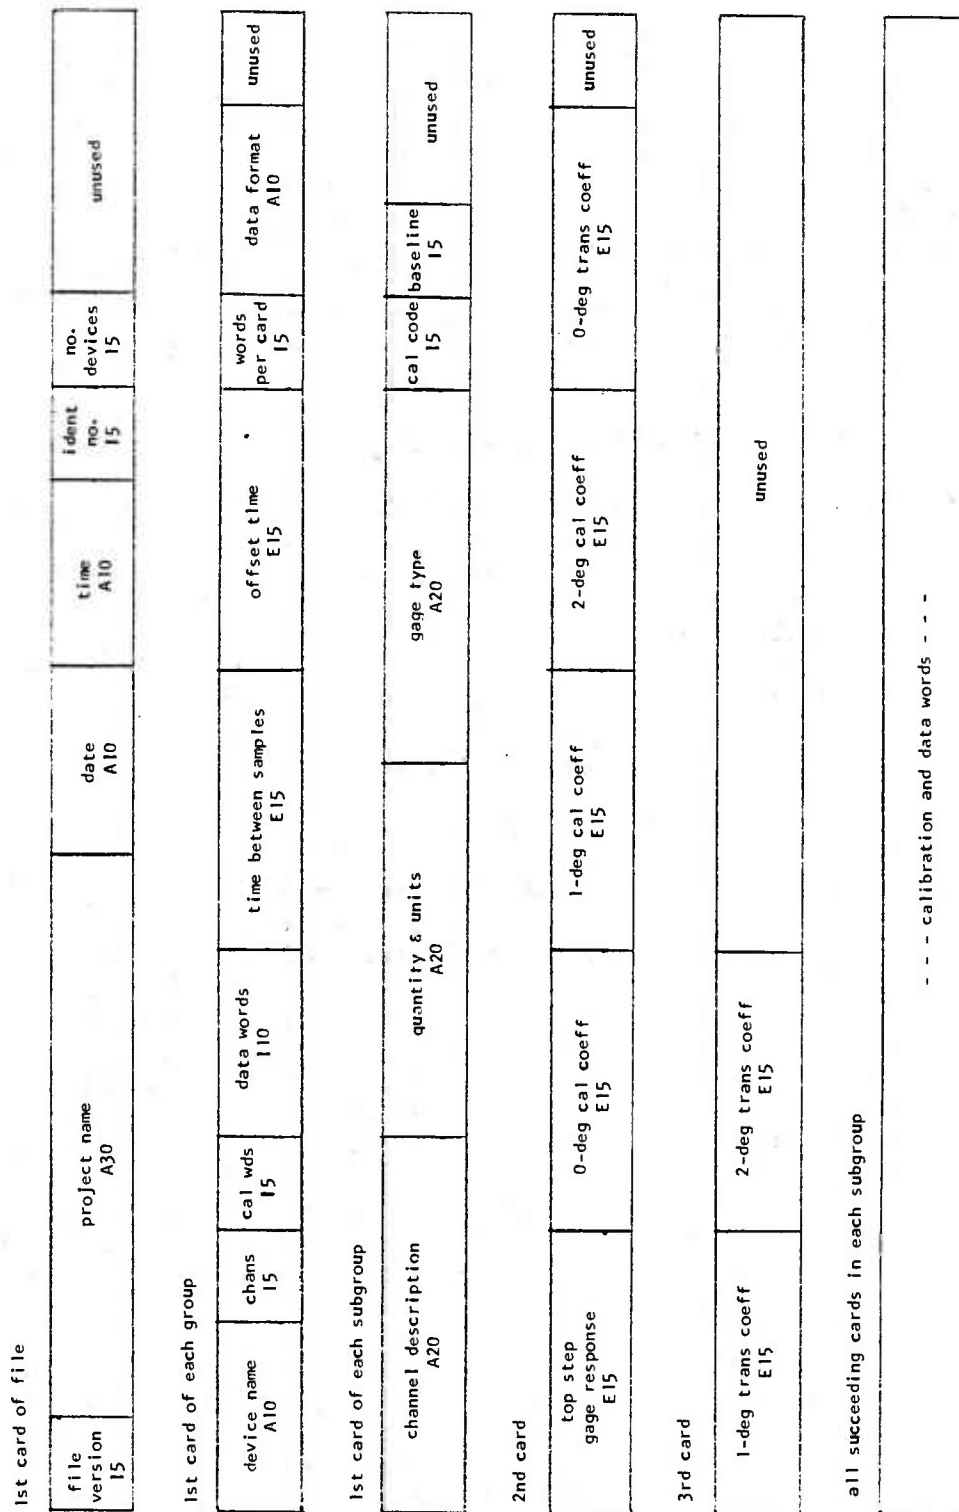 1st card of file
file
version
I5
project name
A30
date
A10
time
A10
ident
no.
I5
no.
devices
I5
unused
1st card of each group
device name
A10
chans
I5
cal wds
I5
data words
I10
time between samples
E15
offset time
E15
words
per card
I5
data format
A10
unused
1st card of each subgroup
channel description
A20
quantity & units
A20
gage type
A20
cal code
I5
baseline
I5
unused
2nd card
top step
gage response
E15
0-deg cal coeff
E15
1-deg cal coeff
E15
2-deg cal coeff
E15
0-deg trans coeff
E15
unused
3rd card
1-deg trans coeff
E15
2-deg trans coeff
E15
unused
all succeeding cards in each subgroup
- - - calibration and data words - - -